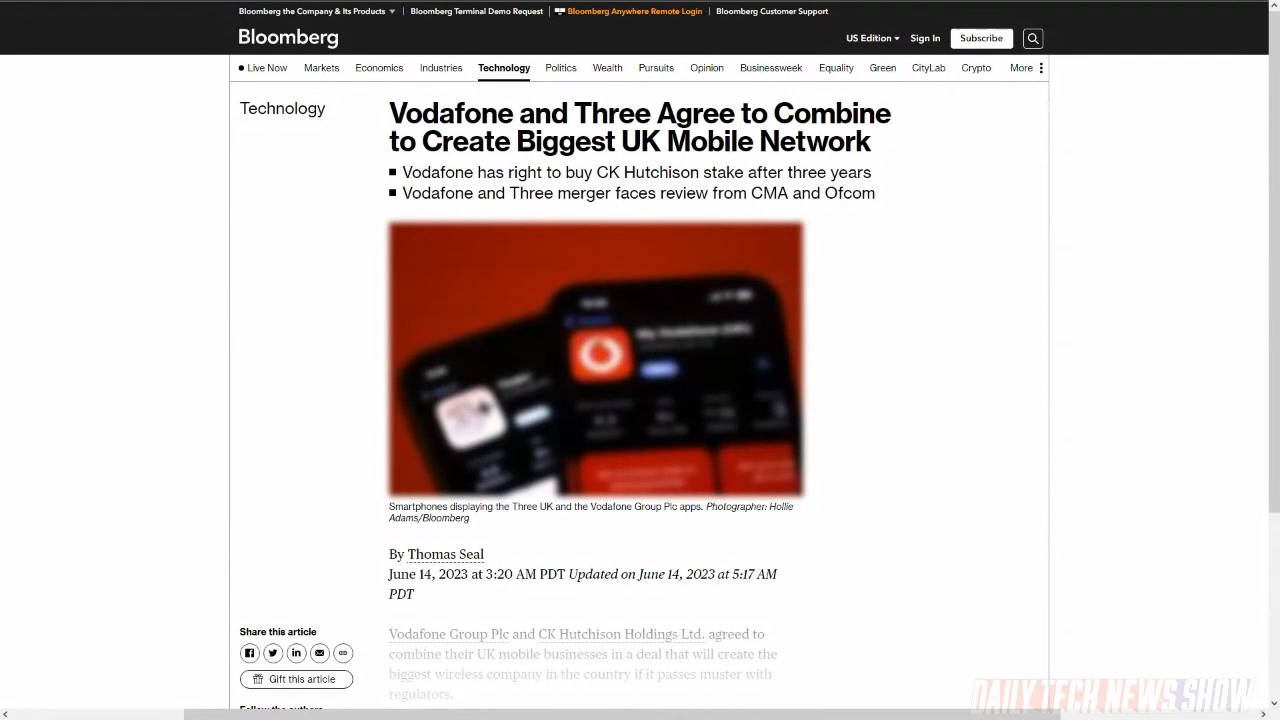 Bloomberg the Company & Its Products
Bloomberg Terminal Demo Request
Bloomberg Anywhere Remote Login
Bloomberg Customer Support
Bloomberg
US Edition
Sign In
Subscribe
Live Now Markets Economics Industries Technology Politics Wealth Pursuits Opinion Businessweek Equality Green CityLab Crypto More
Technology
Vodafone and Three Agree to Combine
to Create Biggest UK Mobile Network
Vodafone has right to buy CK Hutchison stake after three years
Vodafone and Three merger faces review from CMA and Ofcom
Smartphones displaying the Three UK and the Vodafone Group Plc apps. Photographer: Hollie
Adams/Bloomberg
By Thomas Seal
June 14, 2023 at 3:20 AM PDT Updated on June 14, 2023 at 5:17 AM
PDT
Share this article
Gift this article
Vodafone Group Plc and CK Hutchison Holdings Ltd. agreed to
combine their UK mobile businesses in a deal that will create the
biggest wireless company in the country if it passes muster with
regulators.
DAILY TECH NEWS SHOW